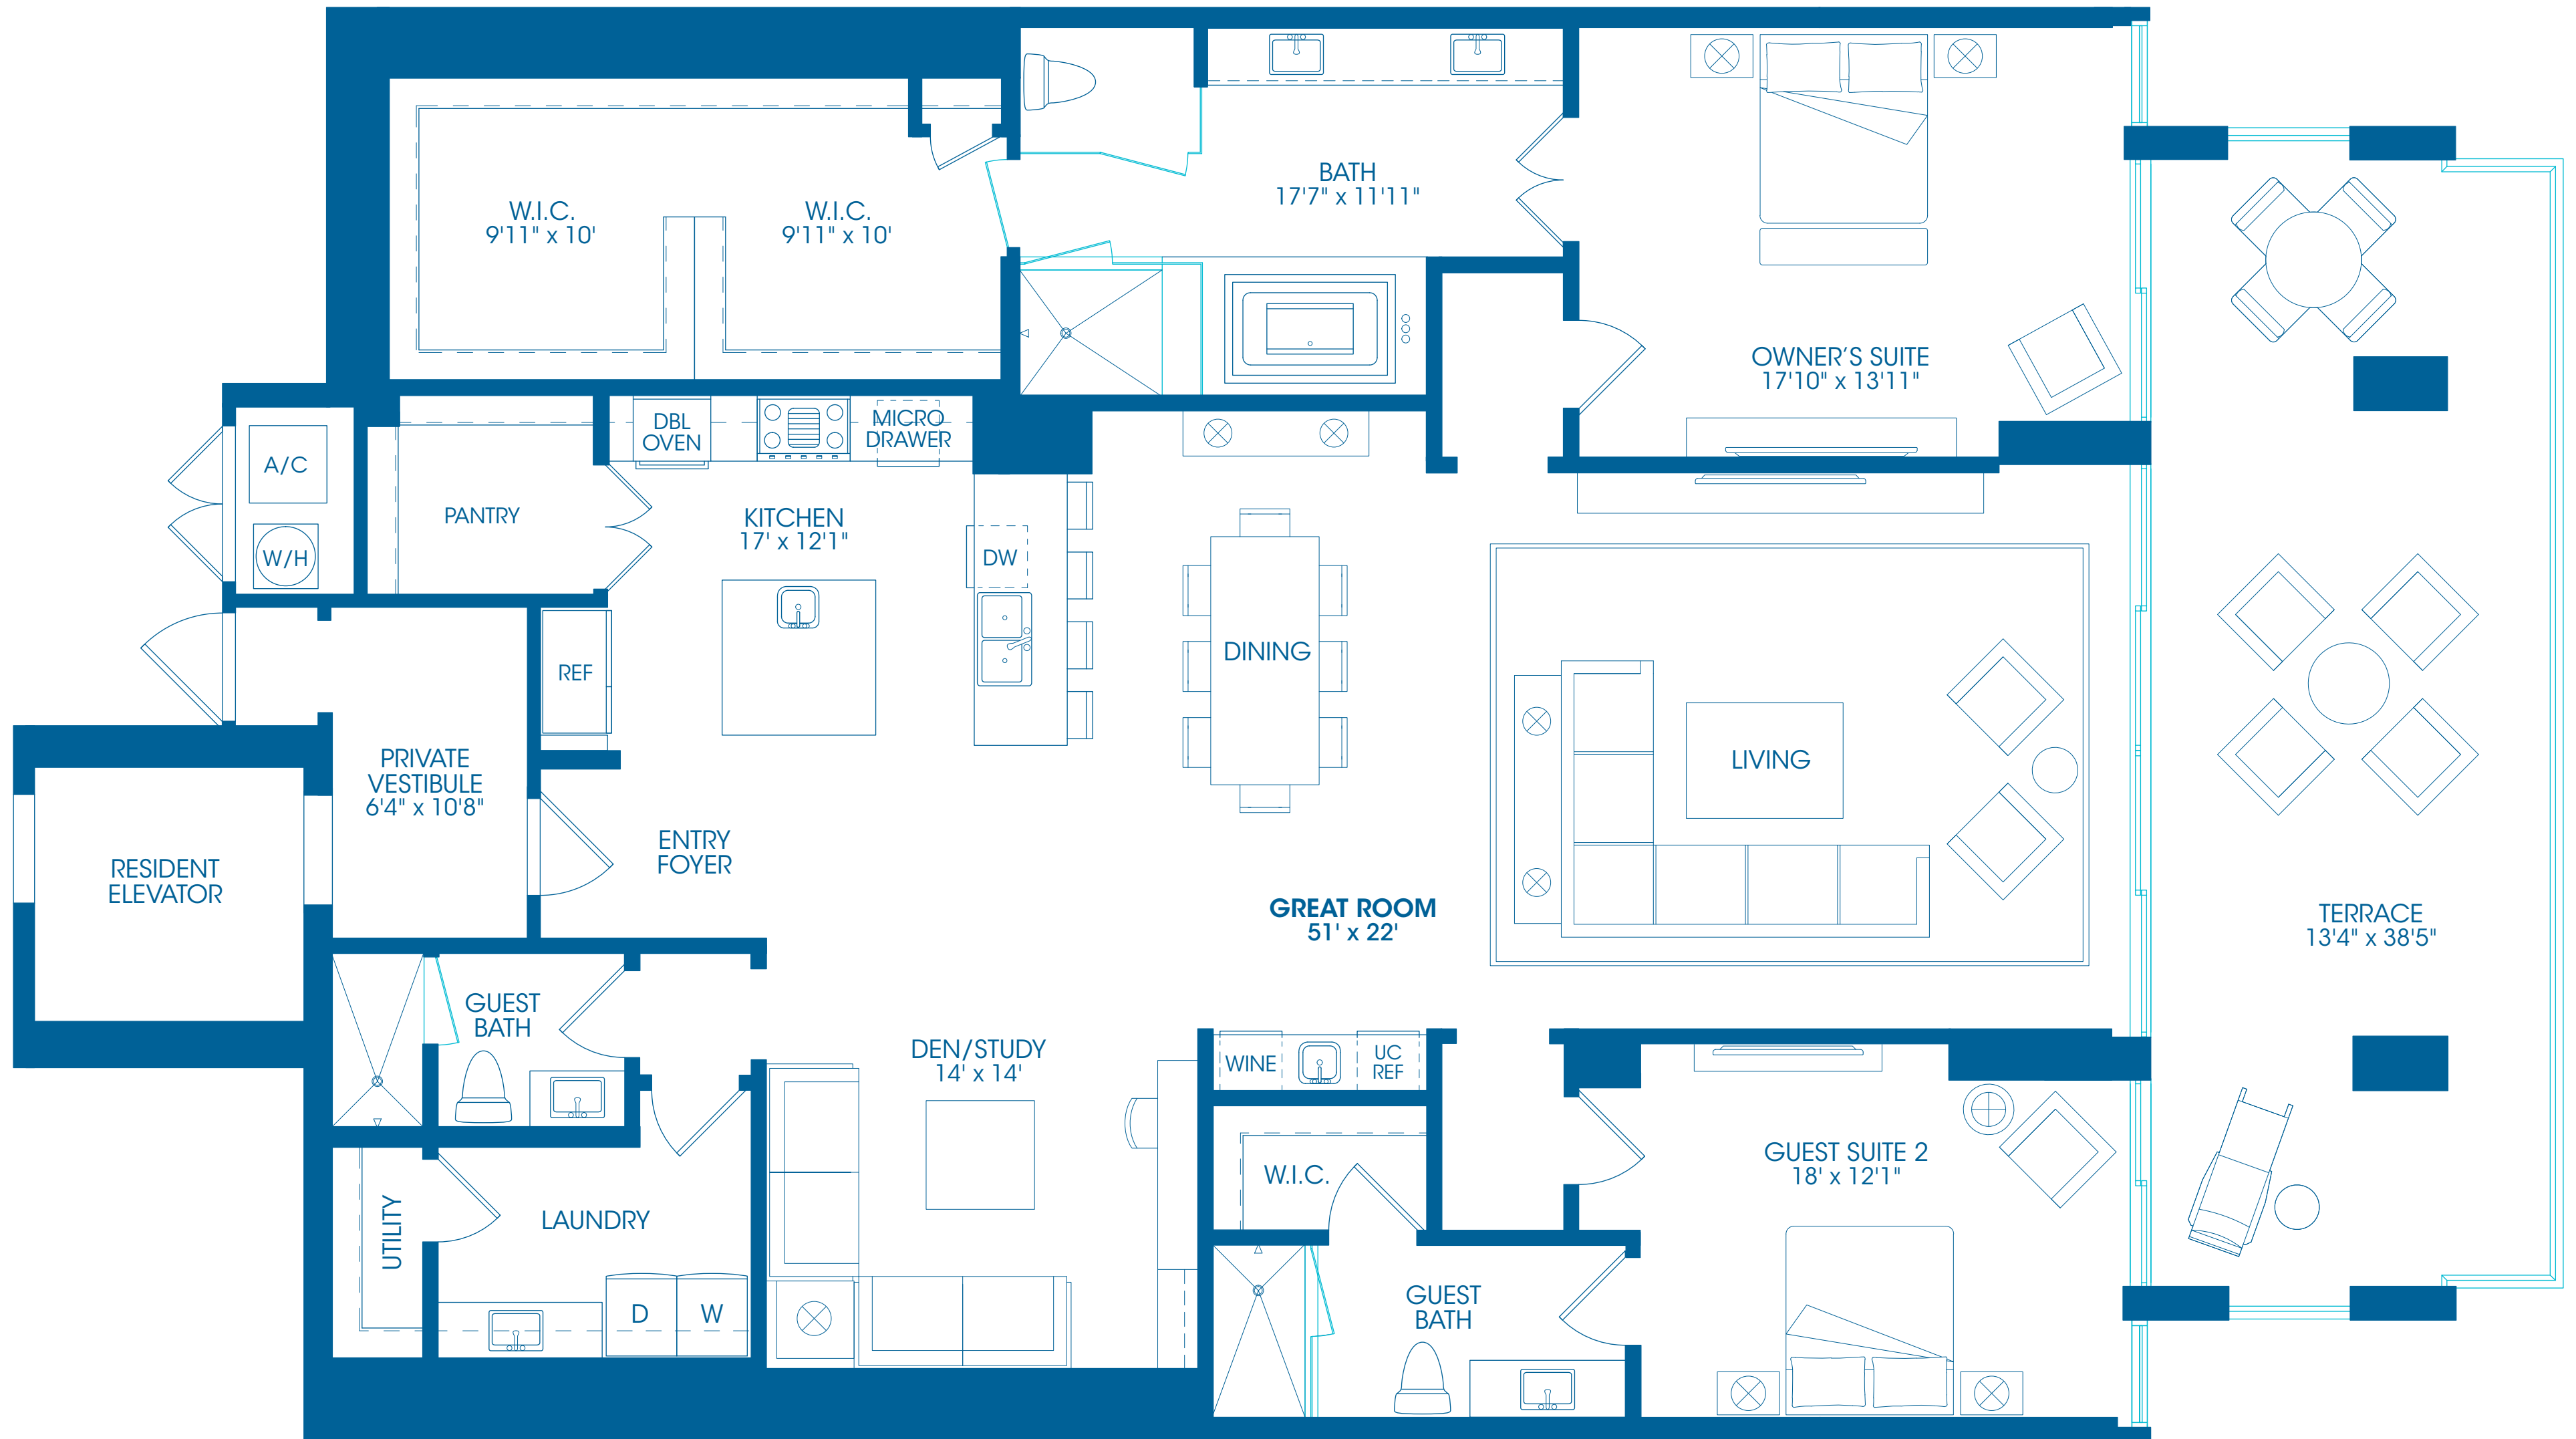 W.I.C.
9'11" x 10'
W.I.C.
9'11" x 10'
BATH
17'7" x 11'11"
OWNER’S SUITE
17'10" x 13'11"
A/C
W/H
PANTRY
DBL
OVEN
MICRO
DRAWER
KITCHEN
17' x 12'1"
DW
REF
DINING
LIVING
PRIVATE
VESTIBULE
6'4" x 10'8"
RESIDENT
ELEVATOR
ENTRY
FOYER
GREAT ROOM
51' x 22'
TERRACE
13'4" x 38'5"
GUEST
BATH
DEN/STUDY
14' x 14'
WINE
UC
REF
W.I.C.
GUEST SUITE 2
18' x 12'1"
UTILITY
LAUNDRY
D
W
GUEST
BATH